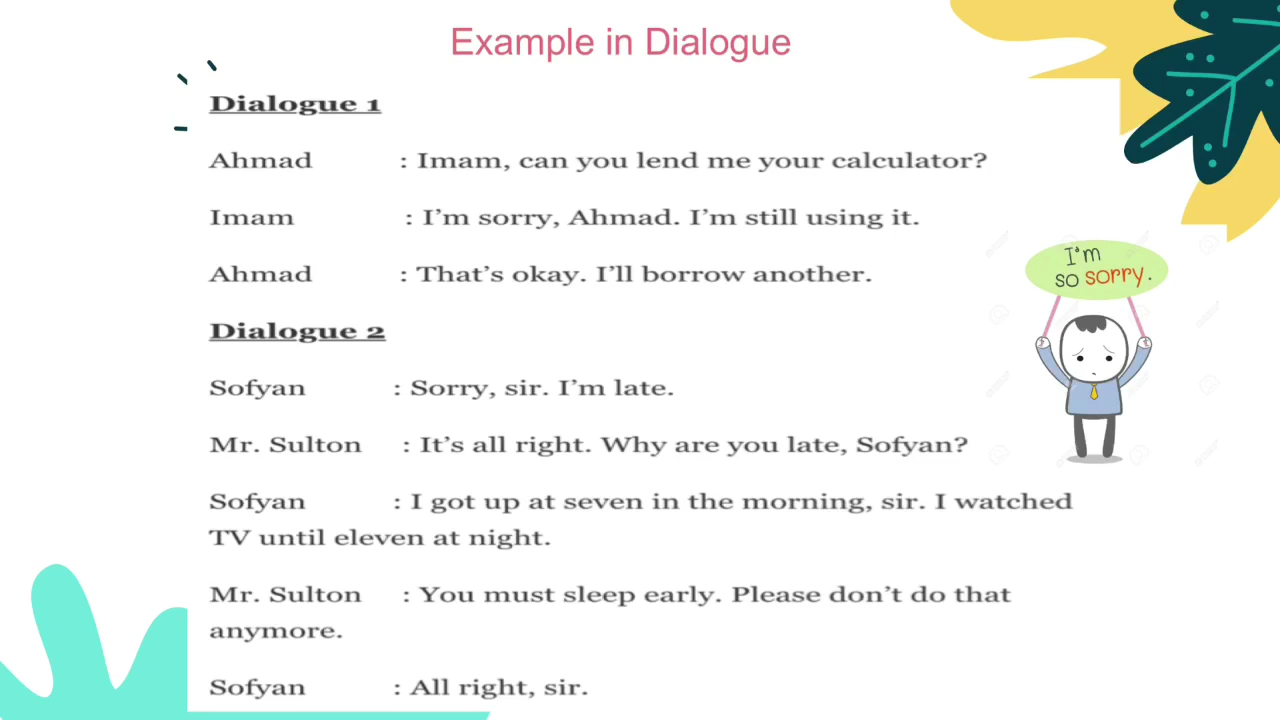 Example in Dialogue
Dialogue 1
Ahmad : Imam, can you lend me your calculator?
Imam : I'm sorry, Ahmad. I'm still using it.
Ahmad : That's okay. I'll borrow another.
Dialogue 2
Sofyan : Sorry, sir. I'm late.
Mr. Sulton : It's all right. Why are you late, Sofyan?
Sofyan : I got up at seven in the morning, sir. I watched
TV until eleven at night.
Mr. Sulton : You must sleep early. Please don't do that
anymore.
Sofyan : All right, sir.
I'm
so sorry.